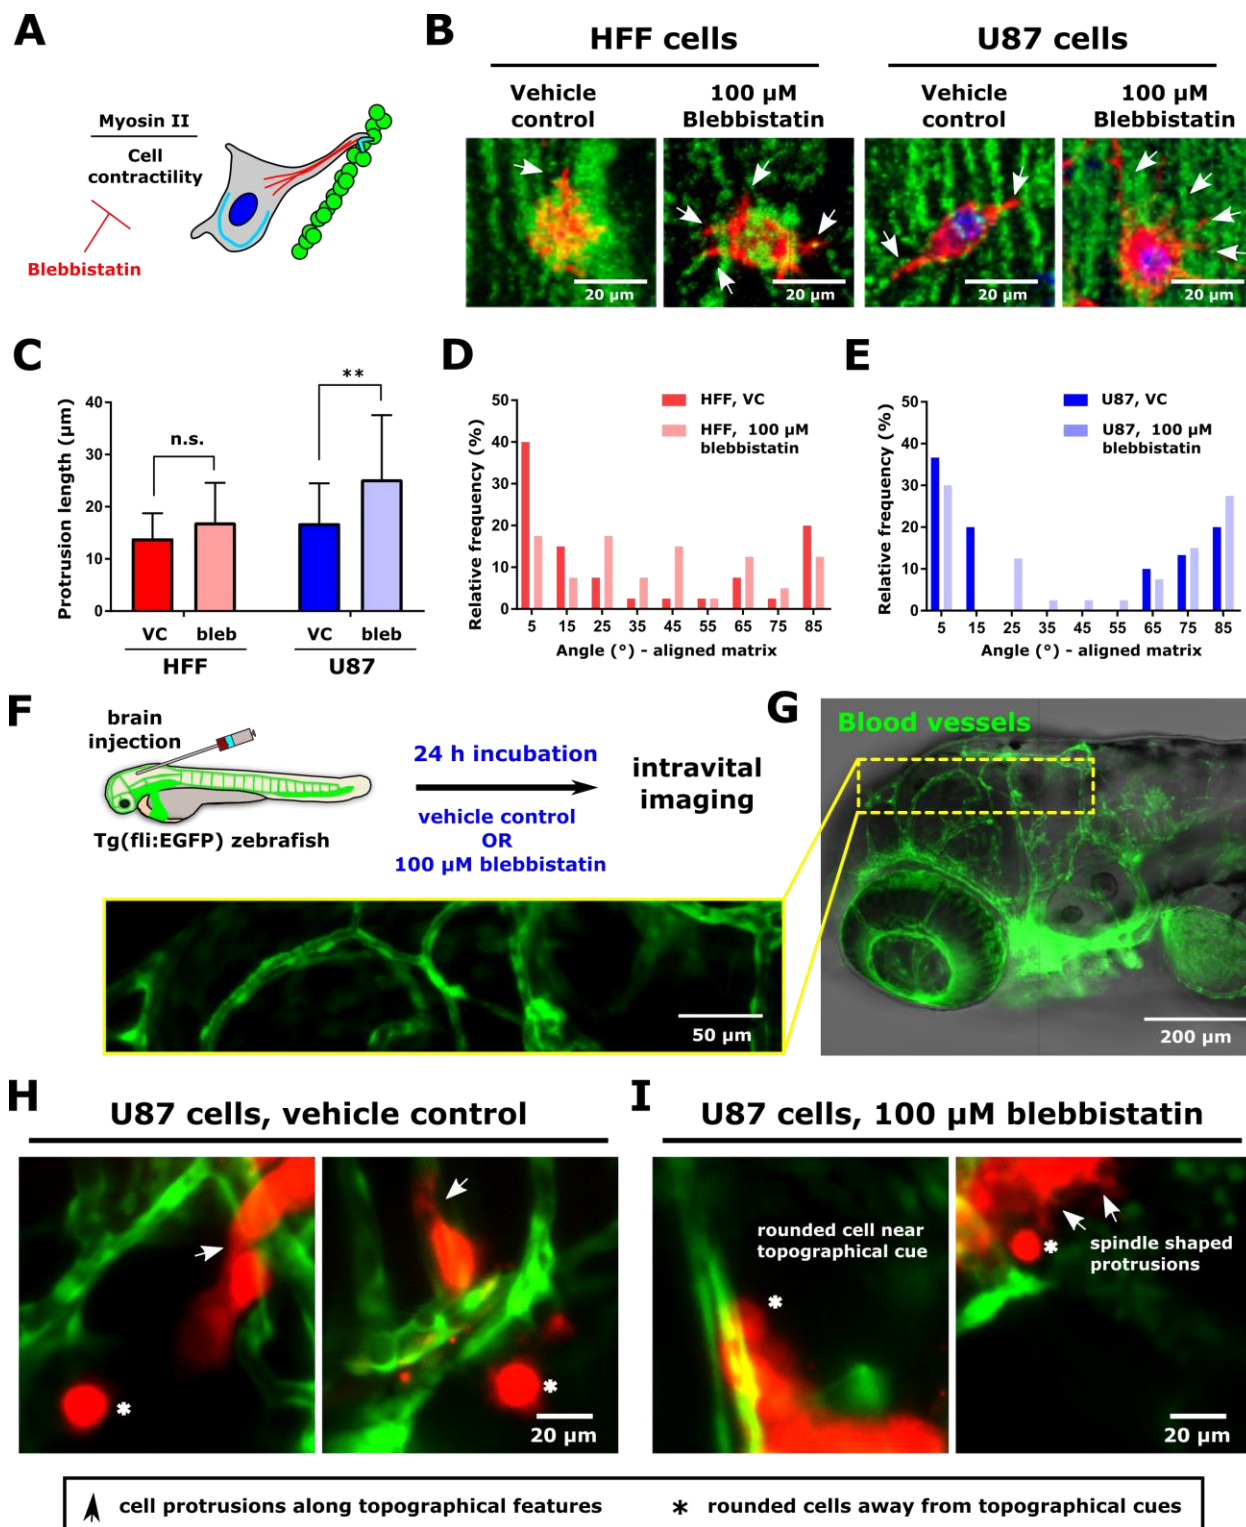 A
Myosin II
Cell
contractility
Blebbistatin
B
HFF cells
U87 cells
Vehicle
control
100 µM
Blebbistatin
Vehicle
control
100 µM
Blebbistatin
20 µm
20 µm
20 µm
20 µm
C
Protrusion length (µm)
40
30
20
10
0
n.s.
**
VC
bleb
VC
bleb
HFF
U87
D
Relative frequency (%)
50
40
30
20
10
0
HFF, VC
HFF, 100 µM
blebbistatin
5 15 25 35 45 55 65 75 85
Angle (°) - aligned matrix
E
Relative frequency (%)
50
40
30
20
10
0
U87, VC
U87, 100 µM
blebbistatin
5 15 25 35 45 55 65 75 85
Angle (°) - aligned matrix
F
brain
injection
Tg(fli:EGFP) zebrafish
24 h incubation
vehicle control
OR
100 µM blebbistatin
intravital
imaging
50 µm
G
Blood vessels
200 µm
H
U87 cells, vehicle control
*
*
20 µm
I
U87 cells, 100 µM blebbistatin
rounded cell near
topographical cue
*
*
spindle shaped
protrusions
20 µm
cell protrusions along topographical features
* rounded cells away from topographical cues